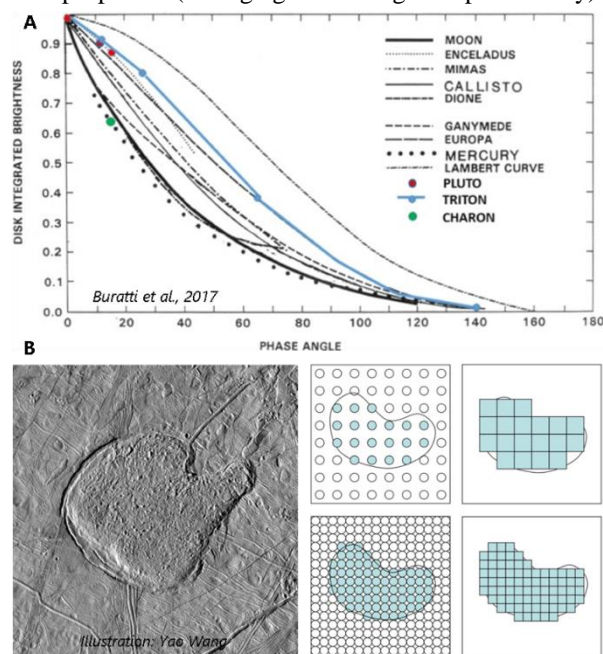 A
DISK INTEGRATED BRIGHTNESS
0.9
0.8
0.7
0.6
0.5
0.4
0.3
0.2
0.1
0.0
MOON
ENCELADUS
MIMAS
CALLISTO
DIONE
GANYMEDE
EUROPA
MERCURY
LAMBERT CURVE
PLUTO
TRITON
CHARON
Buratti et al., 2017
0 20 40 60 80 100 120 140 160 180
PHASE ANGLE
B
Illustration: Yao Wang